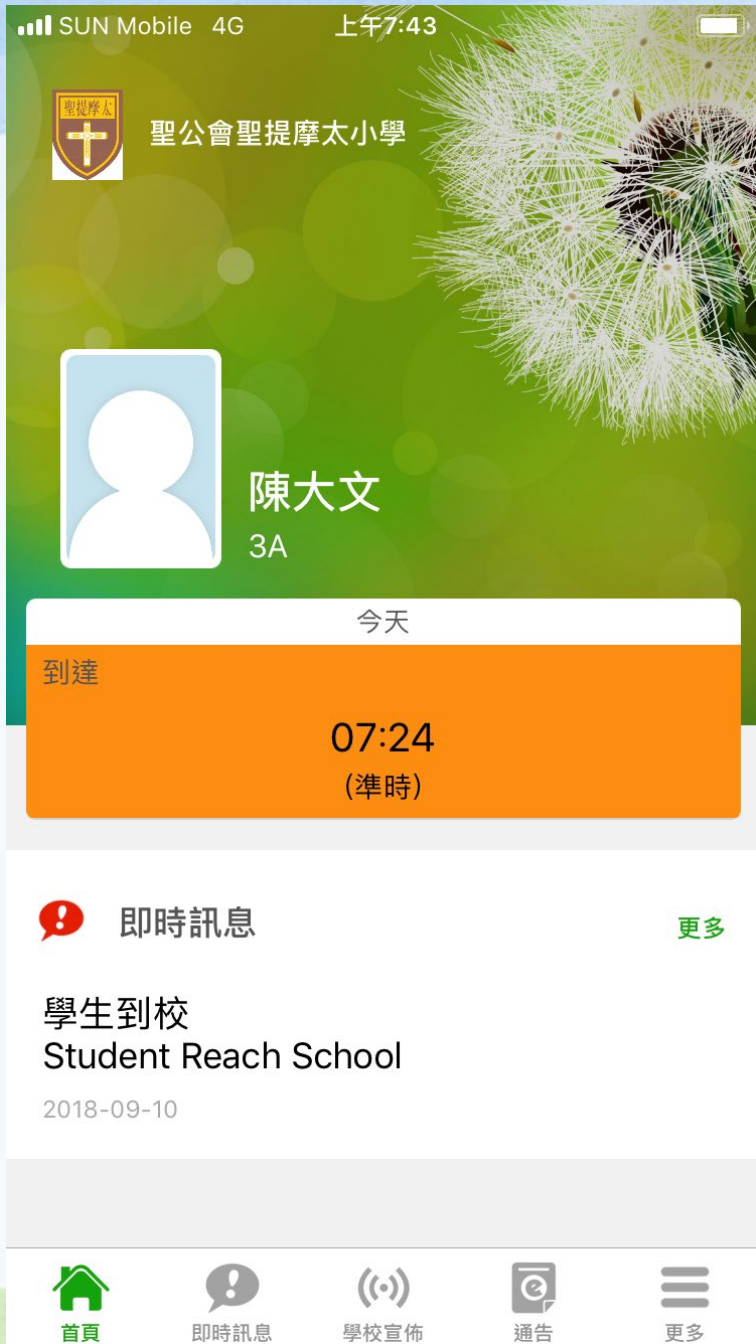 SUN Mobile 4G 上午7:43
聖提摩太
聖公會聖提摩太小學
陳大文
3A
今天
到達
07:24
(準時)
即時訊息 更多
學生到校
Student Reach School
2018-09-10
首頁 即時訊息 學校宣佈 通告 更多